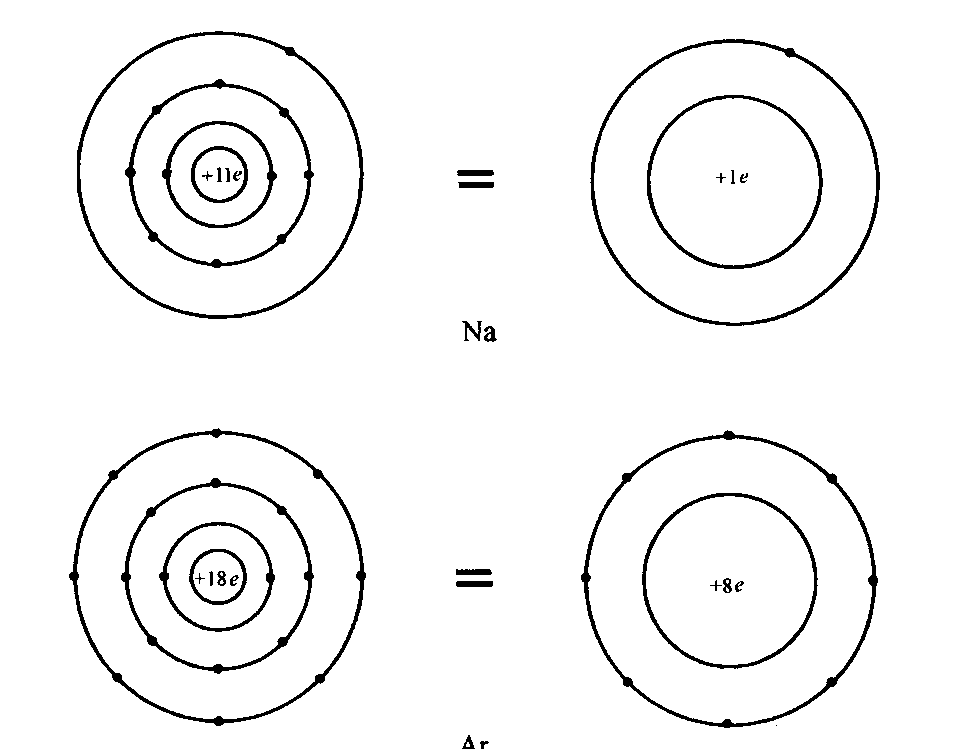 +11e = +1e
Na
+18e = +8e
Ar